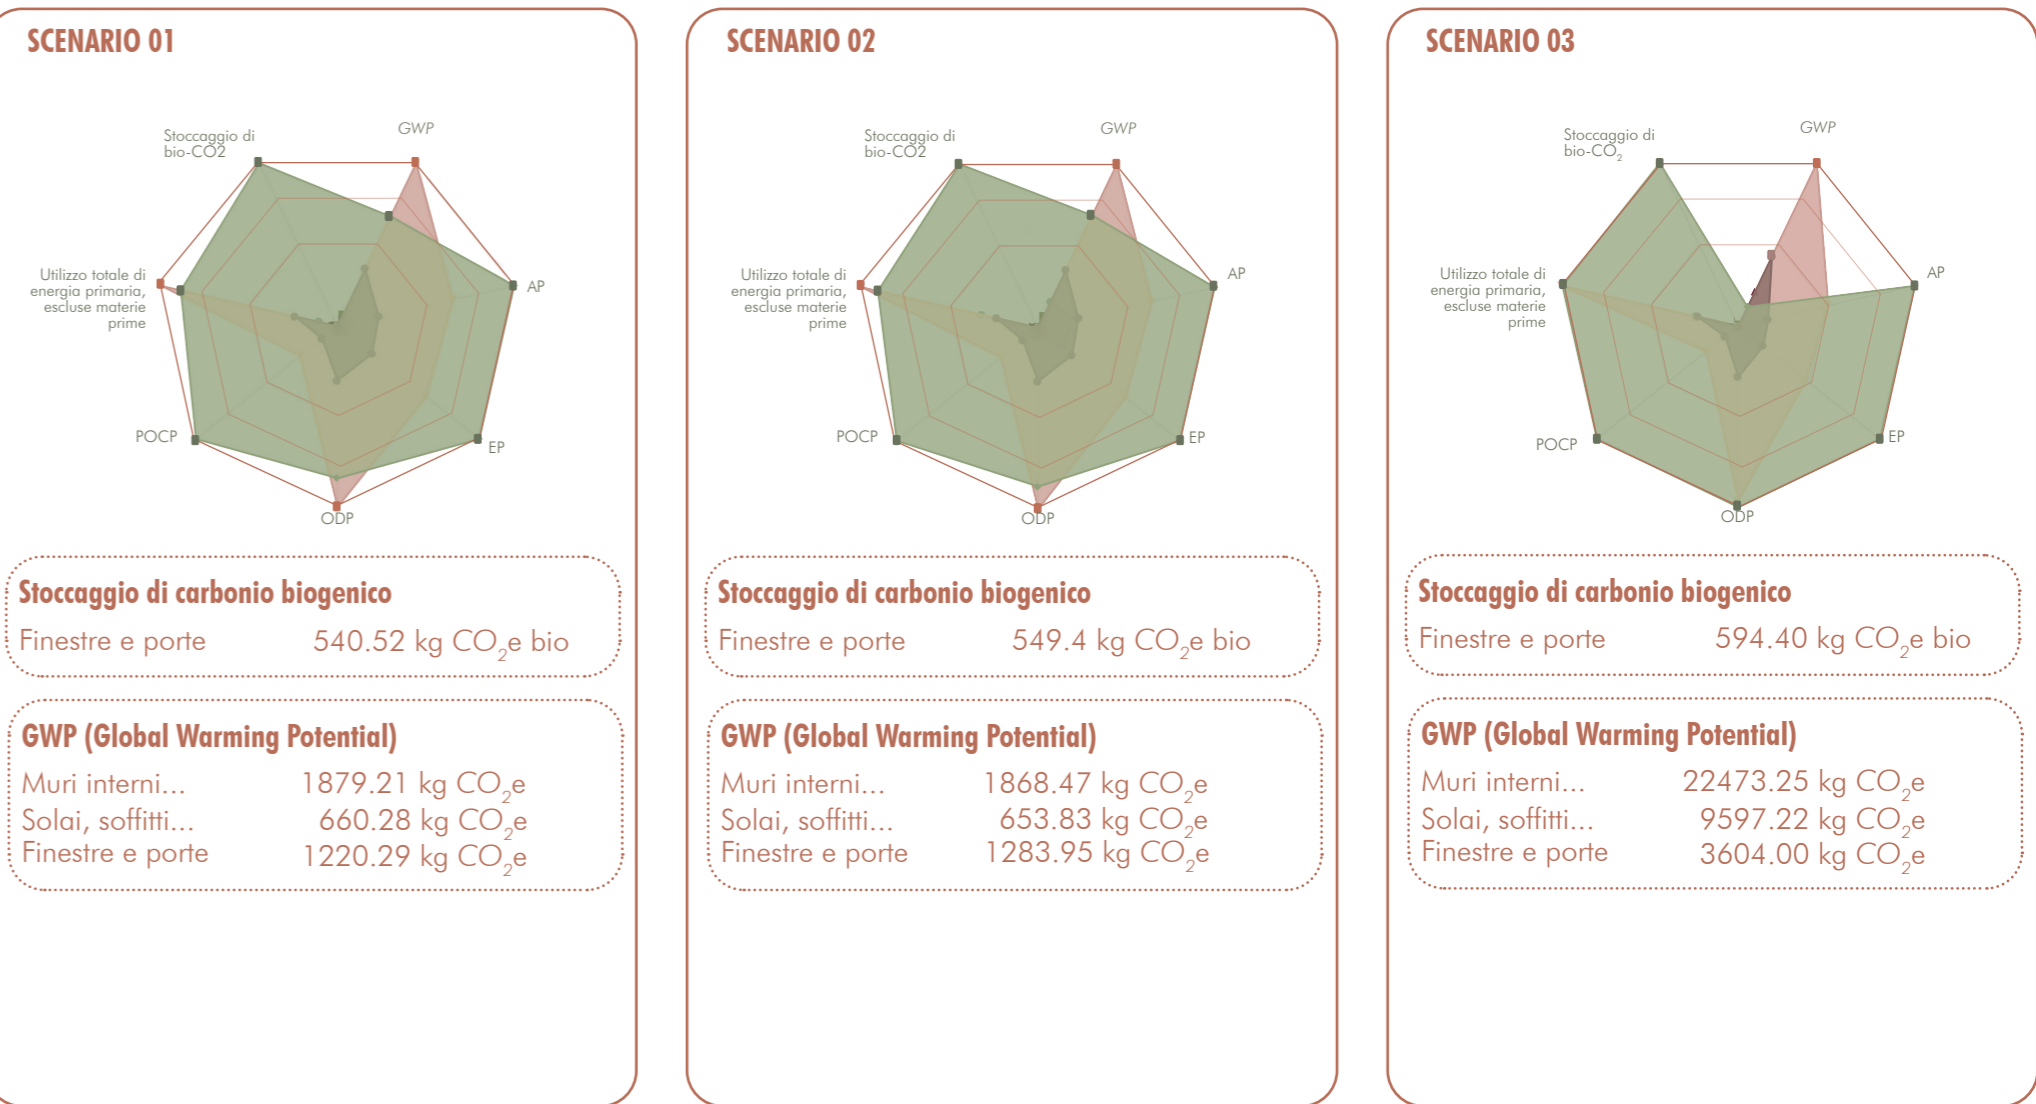 SCENARIO 01
Stoccaggio di
bio-CO2
GWP
Utilizzo totale di
energia primaria,
escluse materie
prime
AP
POCP
EP
ODP
Stoccaggio di carbonio biogenico
Finestre e porte 540.52 kg CO₂e bio
GWP (Global Warming Potential)
Muri interni... 1879.21 kg CO₂e
Solai, soffitti... 660.28 kg CO₂e
Finestre e porte 1220.29 kg CO₂e
SCENARIO 02
Stoccaggio di
bio-CO2
GWP
Utilizzo totale di
energia primaria,
escluse materie
prime
AP
POCP
EP
ODP
Stoccaggio di carbonio biogenico
Finestre e porte 549.4 kg CO₂e bio
GWP (Global Warming Potential)
Muri interni... 1868.47 kg CO₂e
Solai, soffitti... 653.83 kg CO₂e
Finestre e porte 1283.95 kg CO₂e
SCENARIO 03
Stoccaggio di
bio-CO₂
GWP
Utilizzo totale di
energia primaria,
escluse materie
prime
AP
POCP
EP
ODP
Stoccaggio di carbonio biogenico
Finestre e porte 594.40 kg CO₂e bio
GWP (Global Warming Potential)
Muri interni... 22473.25 kg CO₂e
Solai, soffitti... 9597.22 kg CO₂e
Finestre e porte 3604.00 kg CO₂e